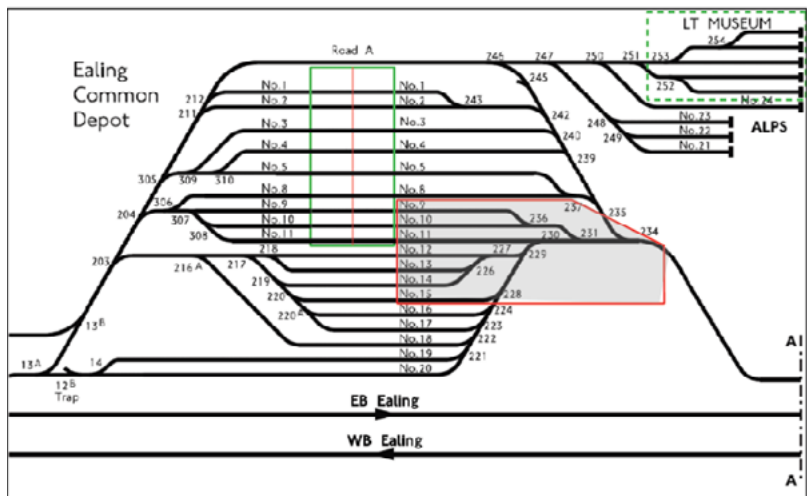 LT MUSEUM
254
Road A
246
247
250
251
253
Ealing
Common
Depot
245
252
No.1
No.1
No.24
212
No.2
No.2
243
211
242
No.23
ALPS
No.3
No.3
248
No.22
240
249
No.4
No.4
No.21
239
305
309
310
No.5
No.5
No.8
No.8
306
237
204
No.9
No.9
235
307
No.10
No.10
236
234
308
No.11
No.11
230
231
203
218
No.12
227
229
216A
217
No.13
226
219
No.14
220
No.15
228
220A
No.16
224
13B
No.17
223
No.18
222
13A
14
No.19
221
12B
No.20
Trap
A
EB Ealing
WB Ealing
A